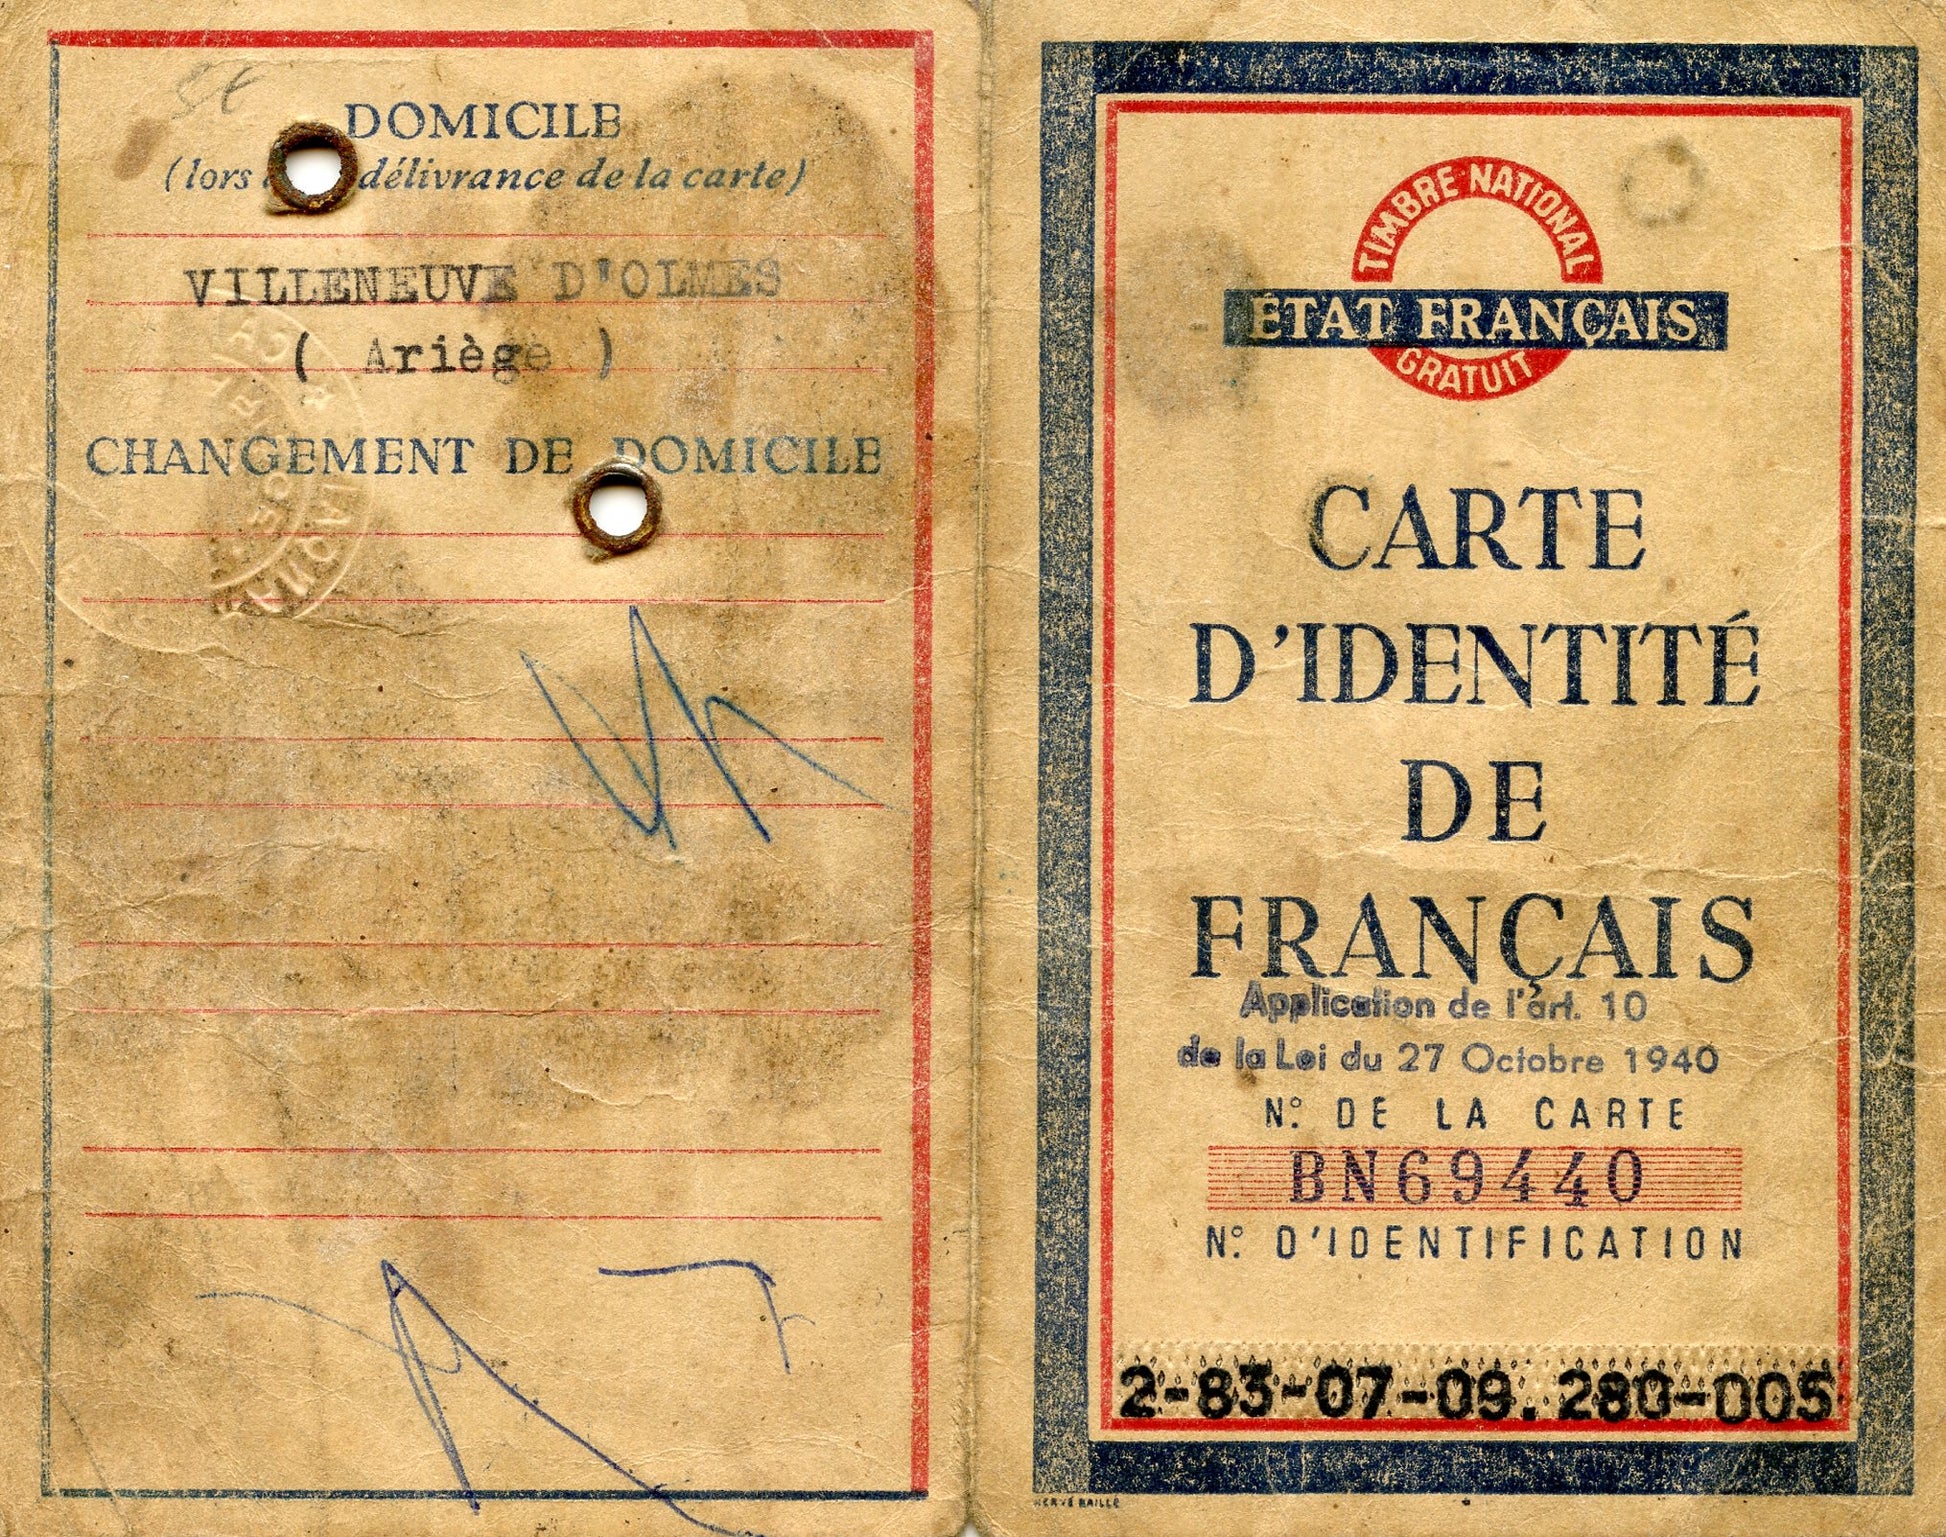 DOMICILE
(lors délivrance de la carte)
VILLENEUVE D'OLMES
( Ariège )
CHANGEMENT DE DOMICILE
TIMBRE NATIONAL
ÉTAT FRANÇAIS
GRATUIT
CARTE
D'IDENTITÉ
DE
FRANÇAIS
Application de l'art. 10
de la Loi du 27 Octobre 1940
N° DE LA CARTE
BN69440
N° D'IDENTIFICATION
2-83-07-09.280-005
HERVÉ BAILLE